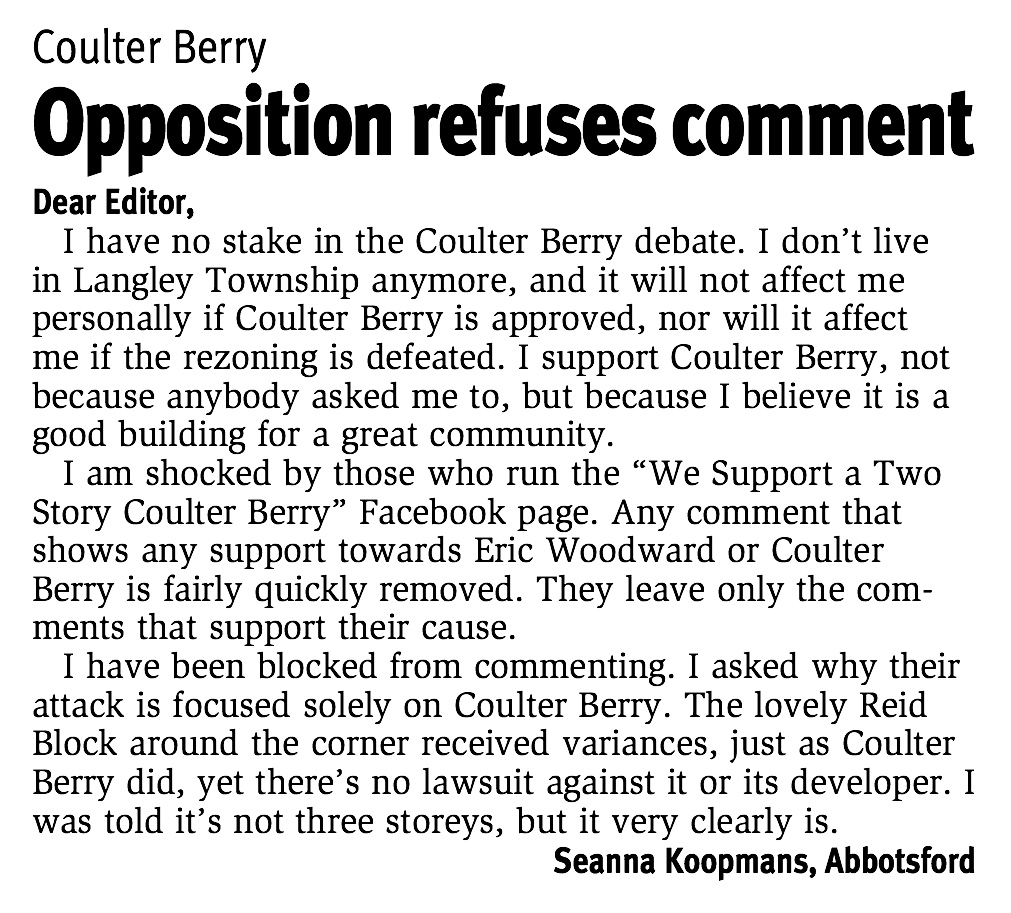 Coulter Berry
Opposition refuses comment
Dear Editor,
I have no stake in the Coulter Berry debate. I don’t live
in Langley Township anymore, and it will not affect me
personally if Coulter Berry is approved, nor will it affect
me if the rezoning is defeated. I support Coulter Berry, not
because anybody asked me to, but because I believe it is a
good building for a great community.
I am shocked by those who run the “We Support a Two
Story Coulter Berry” Facebook page. Any comment that
shows any support towards Eric Woodward or Coulter
Berry is fairly quickly removed. They leave only the com-
ments that support their cause.
I have been blocked from commenting. I asked why their
attack is focused solely on Coulter Berry. The lovely Reid
Block around the corner received variances, just as Coulter
Berry did, yet there’s no lawsuit against it or its developer. I
was told it’s not three storeys, but it very clearly is.
Seanna Koopmans, Abbotsford